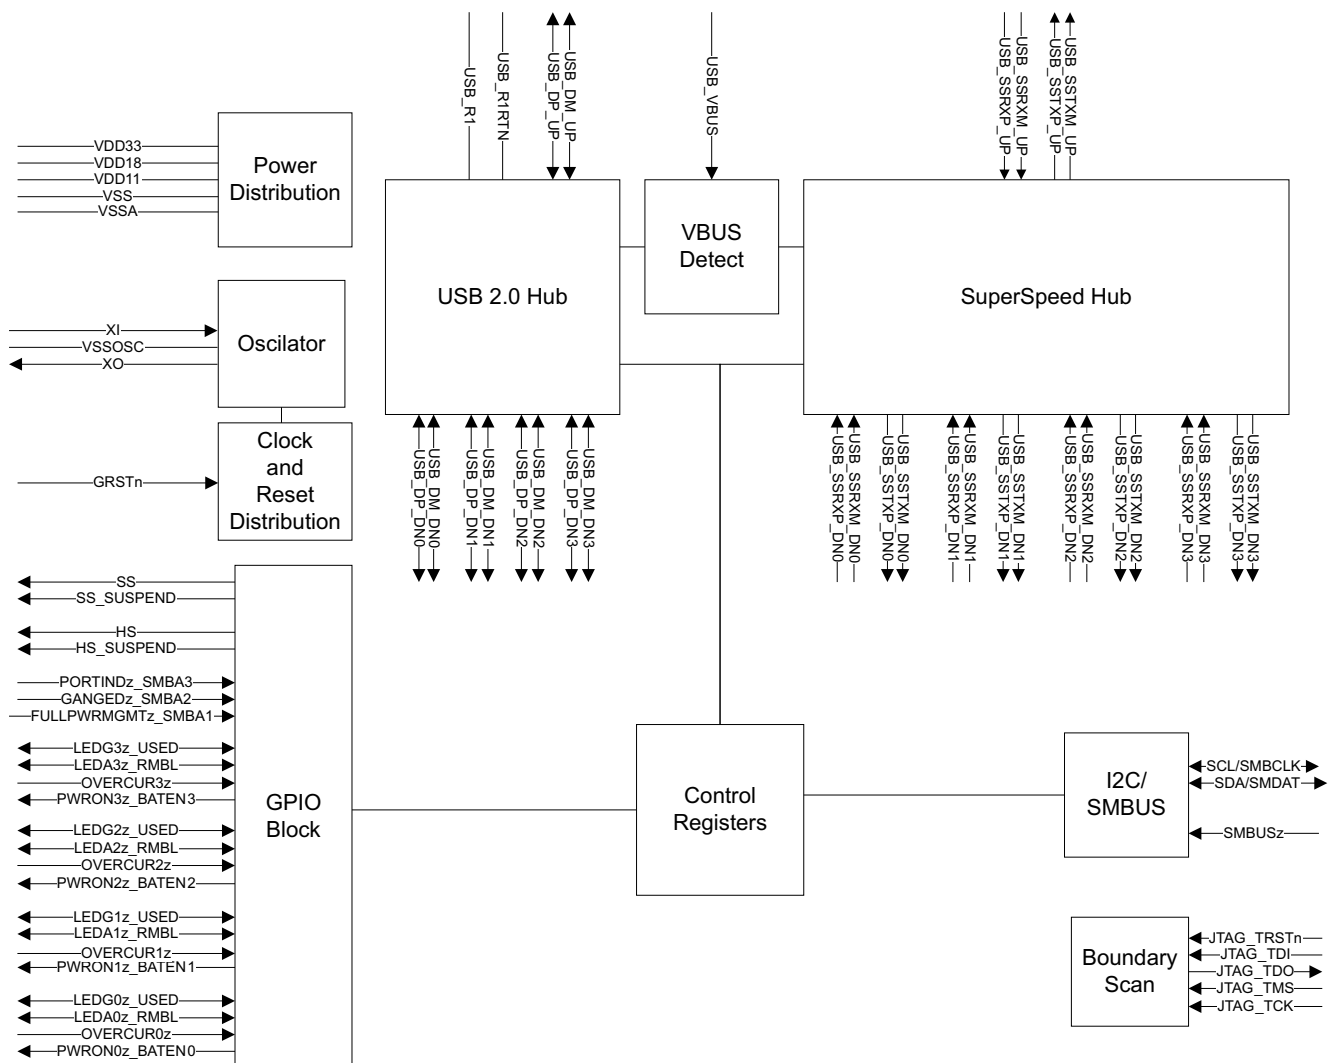 USB_R1
USB_R1RTN
USB_DP_UP
USB_DM_UP
USB_VBUS
USB_SSRXP_UP
USB_SSRXM_UP
USB_SSTXP_UP
USB_SSTXM_UP
VDD33
VDD18
VDD11
VSS
VSSA
Power
Distribution
USB 2.0 Hub
VBUS
Detect
SuperSpeed Hub
XI
VSSOSC
XO
Oscilator
GRSTn
Clock
and
Reset
Distribution
USB_DP_DN0
USB_DM_DN0
USB_DP_DN1
USB_DM_DN1
USB_DP_DN2
USB_DM_DN2
USB_DP_DN3
USB_DM_DN3
USB_SSRXP_DN0
USB_SSRXM_DN0
USB_SSTXP_DN0
USB_SSTXM_DN0
USB_SSRXP_DN1
USB_SSRXM_DN1
USB_SSTXP_DN1
USB_SSTXM_DN1
USB_SSRXP_DN2
USB_SSRXM_DN2
USB_SSTXP_DN2
USB_SSTXM_DN2
USB_SSRXP_DN3
USB_SSRXM_DN3
USB_SSTXP_DN3
USB_SSTXM_DN3
SS
SS_SUSPEND
HS
HS_SUSPEND
PORTINDz_SMBA3
GANGEDz_SMBA2
FULLPWRMGMTz_SMBA1
LEDG3z_USED
LEDA3z_RMBL
OVERCUR3z
PWRON3z_BATEN3
LEDG2z_USED
LEDA2z_RMBL
OVERCUR2z
PWRON2z_BATEN2
LEDG1z_USED
LEDA1z_RMBL
OVERCUR1z
PWRON1z_BATEN1
LEDG0z_USED
LEDA0z_RMBL
OVERCUR0z
PWRON0z_BATEN0
GPIO
Block
Control
Registers
I2C/
SMBUS
SCL/SMBCLK
SDA/SMDAT
SMBUSz
Boundary
Scan
JTAG_TRSTn
JTAG_TDI
JTAG_TDO
JTAG_TMS
JTAG_TCK